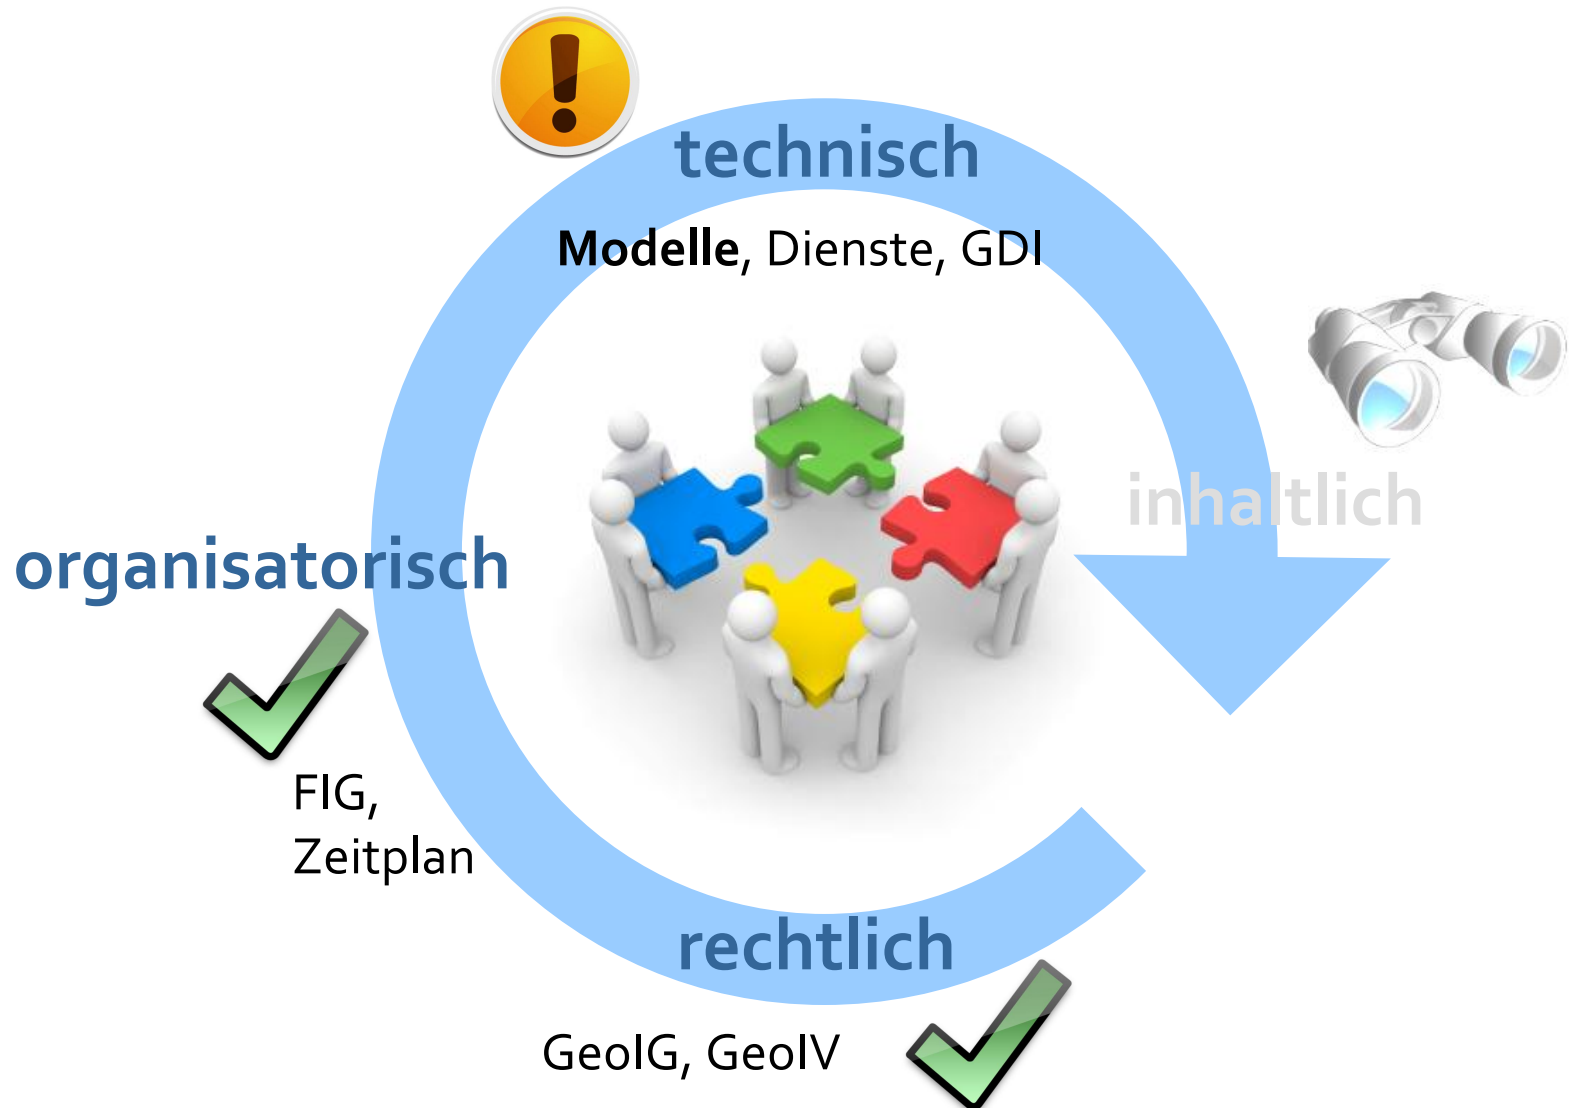 technisch
Modelle, Dienste, GDI
inhaltlich
organisatorisch
FIG,
Zeitplan
rechtlich
GeoIG, GeoIV